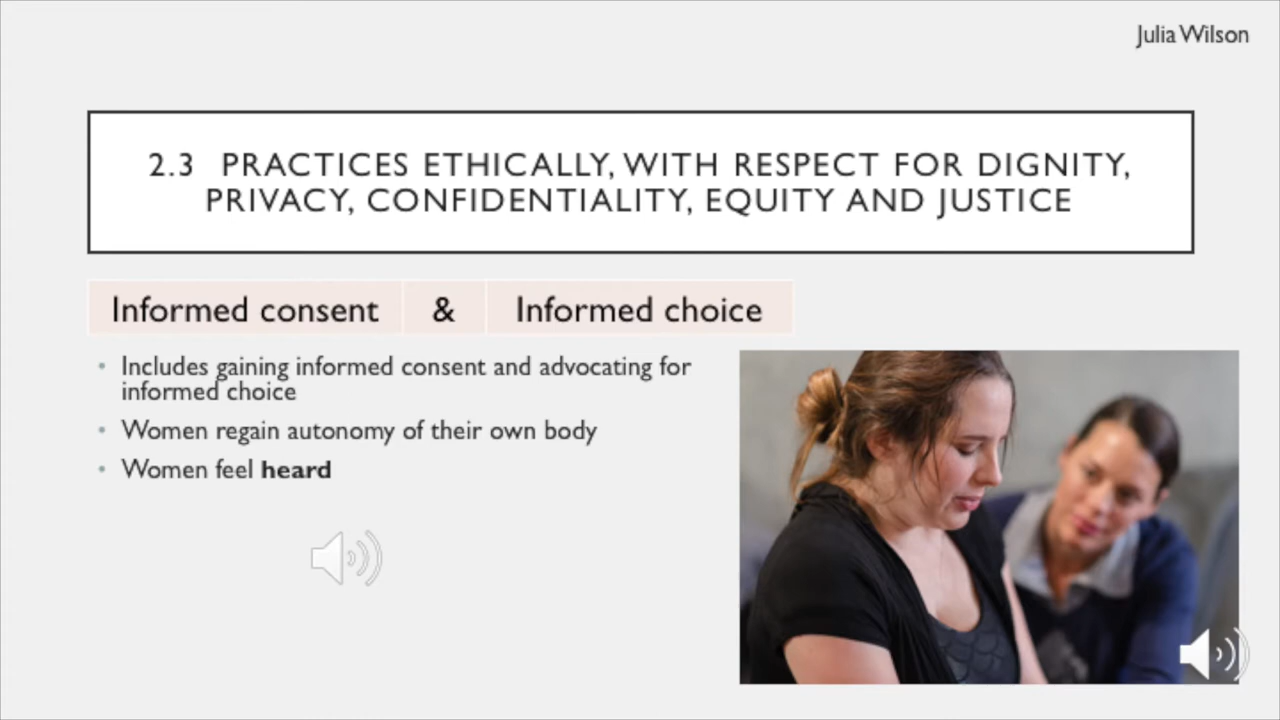 Julia Wilson
2.3 PRACTICES ETHICALLY, WITH RESPECT FOR DIGNITY,
PRIVACY, CONFIDENTIALITY, EQUITY AND JUSTICE
Informed consent & Informed choice
• Includes gaining informed consent and advocating for
informed choice
• Women regain autonomy of their own body
• Women feel heard